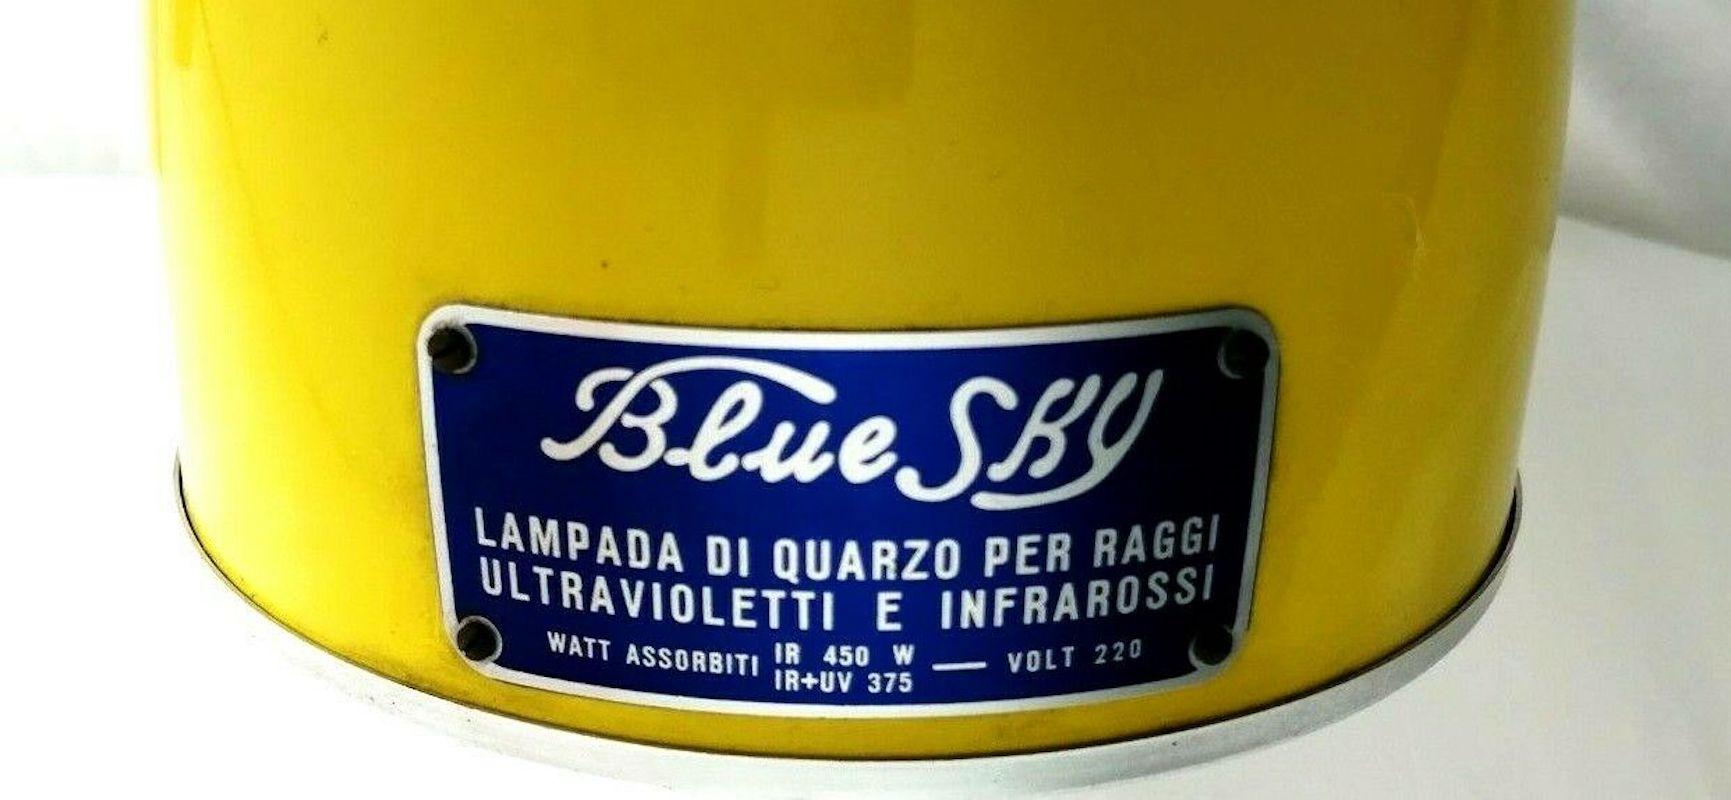 Blue Sky
LAMPADA DI QUARZO PER RAGGI
ULTRAVIOLETTI E INFRAROSSI
WATT ASSORBITI IR 450 W — VOLT 220
IR+UV 375